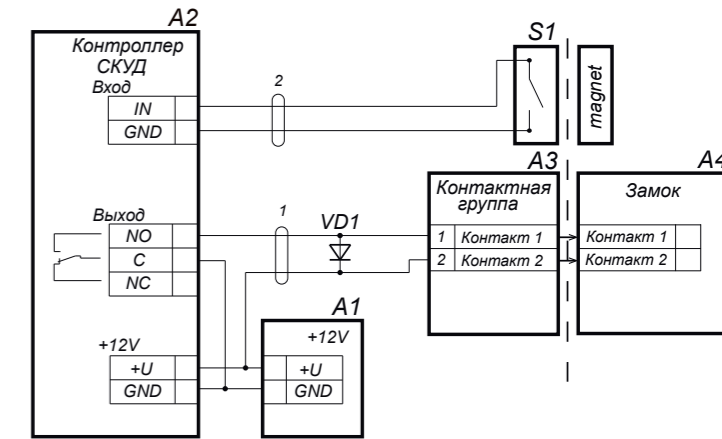 A2
Контроллер
СКУД
Вход
IN
GND
2
S1
magnet
A3
Контактная
группа
1 Контакт 1
2 Контакт 2
A4
Замок
Контакт 1
Контакт 2
Выход
NO
C
NC
1
VD1
+12V
+U
GND
A1
+12V
+U
GND